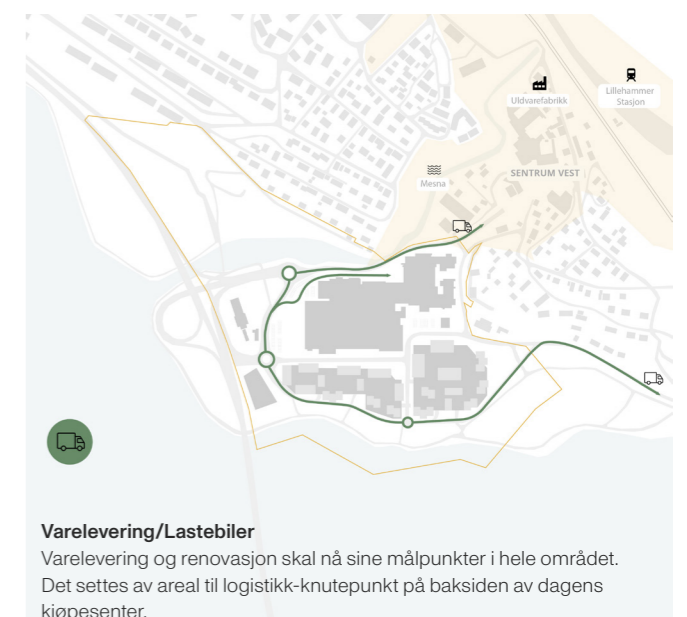 Uldvarefabrikk
Lillehammer
Stasjon
SENTRUM VEST
Mesna
Varelevering/Lastebiler
Varelevering og renovasjon skal nå sine målpunkter i hele området.
Det settes av areal til logistikk-knutepunkt på baksiden av dagens
kjøpesenter.